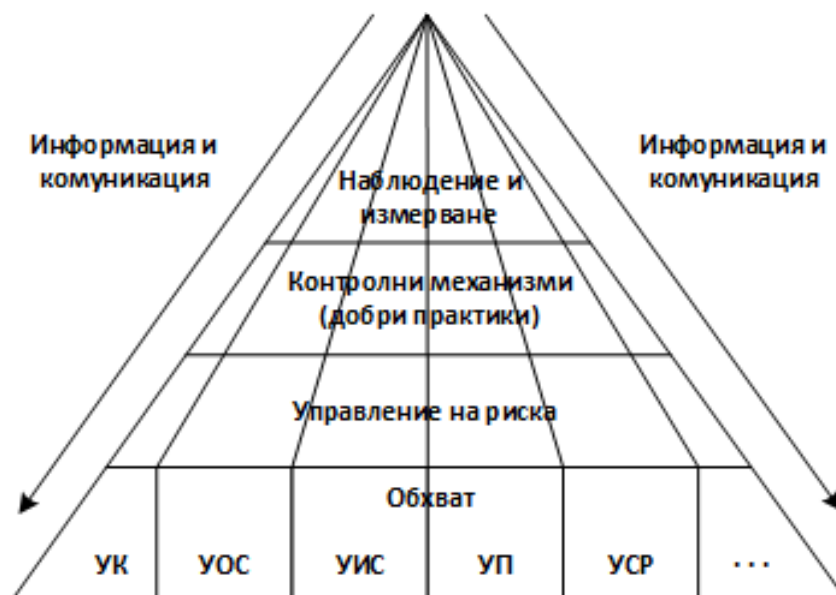 Информация и
комуникация
Информация и
комуникация
Наблюдение и
измерване
Контролни механизми
(добри практики)
Управление на риска
Обхват
УК УОС УИС УП УСР ...